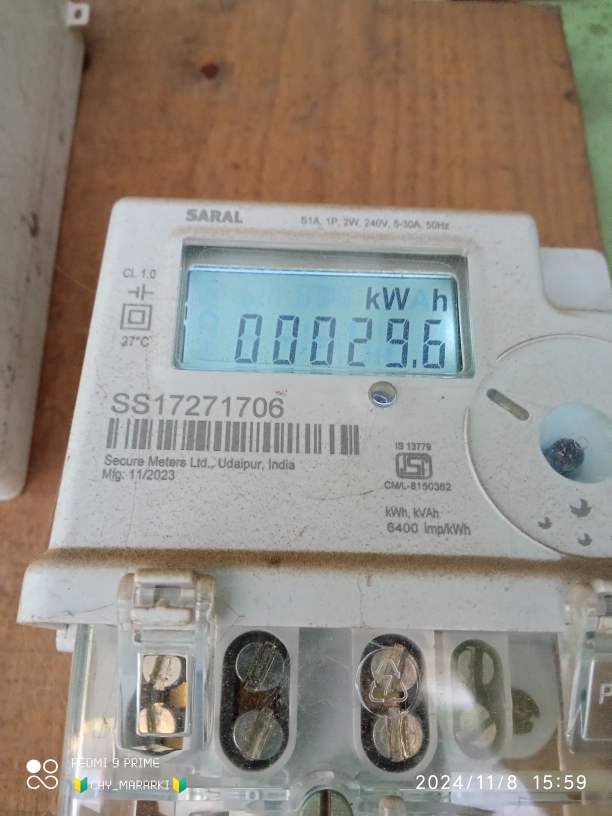 SARAL
S1A, 1P, 2W, 240V, 5-30A, 50Hz
Cl. 1.0
27°C
kWh
00029.6
SS17271706
Secure Meters Ltd., Udaipur, India
Mfg: 11/2023
IS 13779
ISI
CM/L-8150362
kWh, kVAh
6400 imp/kWh
P
REDMI 9 PRIME
🔰CHY_MARARKI🔰
2024/11/8 15:59